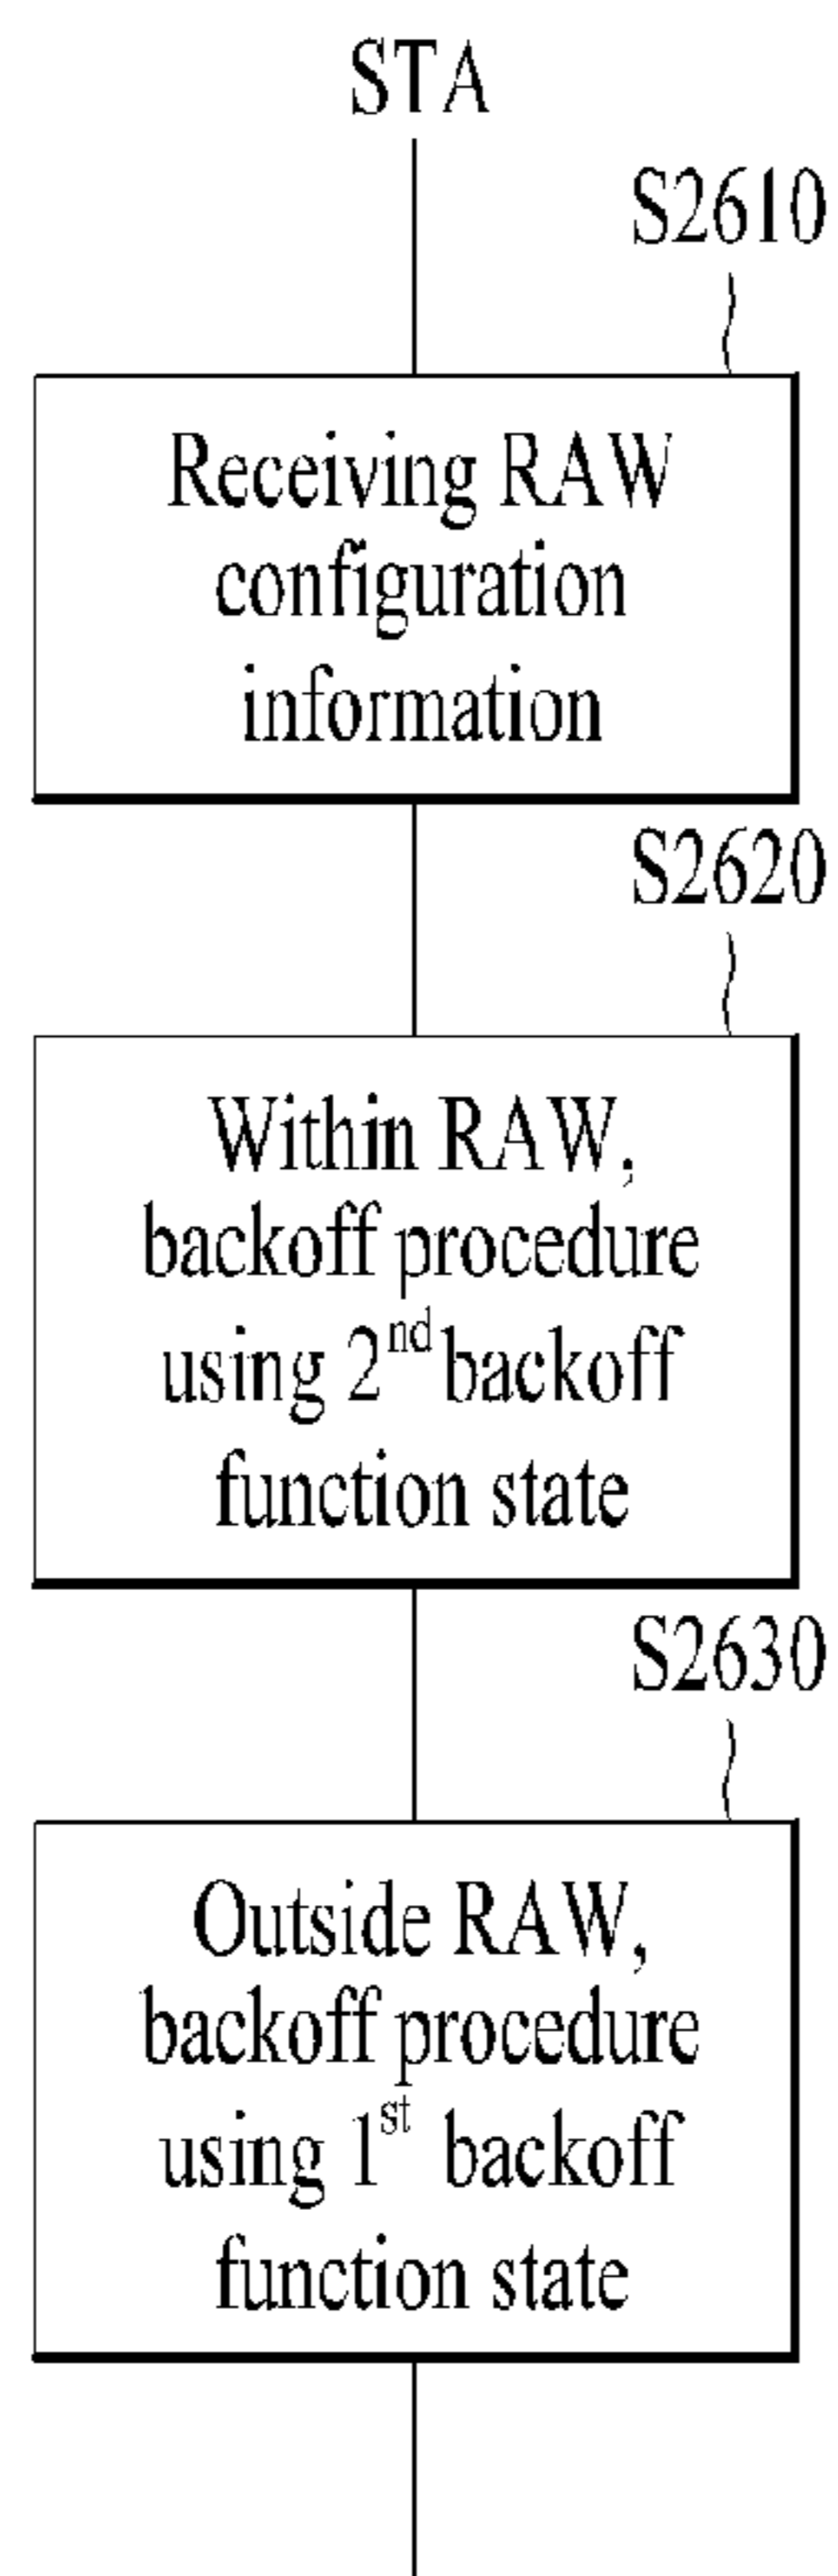 STA
S2610
Receiving RAW
configuration
information
S2620
Within RAW,
backoff procedure
using 2nd backoff
function state
S2630
Outside RAW,
backoff procedure
using 1st backoff
function state